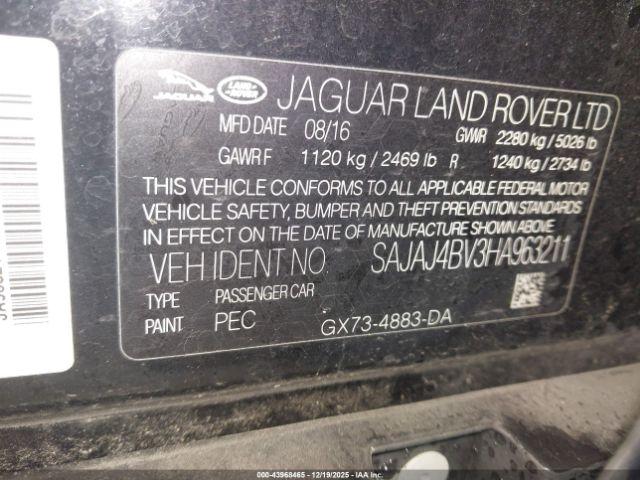 JAGUAR
LAND ROVER
JAGUAR LAND ROVER LTD
MFD DATE 08/16 GVWR 2280 kg / 5026 lb
GAWR F 1120 kg / 2469 lb R 1240 kg / 2734 lb
THIS VEHICLE CONFORMS TO ALL APPLICABLE FEDERAL MOTOR
VEHICLE SAFETY, BUMPER AND THEFT PREVENTION STANDARDS
IN EFFECT ON THE DATE OF MANUFACTURE SHOWN ABOVE
VEH IDENT NO. SAJAJ4BV3HA963211
TYPE PASSENGER CAR
PAINT PEC GX73-4883-DA
000-43968465 - 12/19/2025 - IAA, Inc.